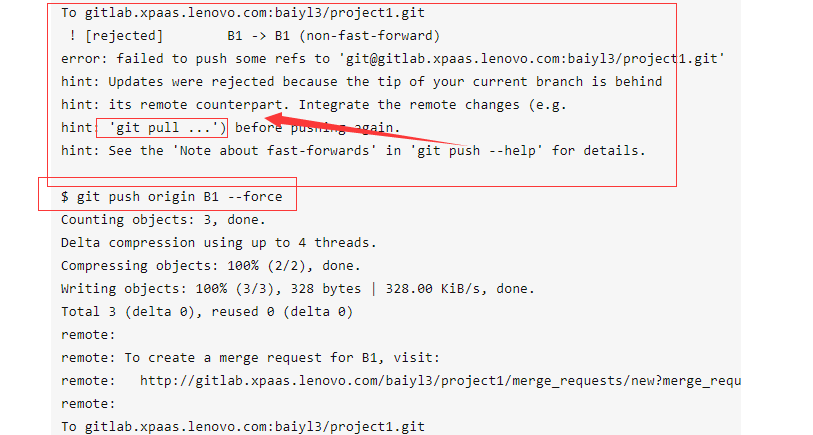 To gitlab.xpaas.lenovo.com:baiyl3/project1.git
! [rejected] B1 -> B1 (non-fast-forward)
error: failed to push some refs to 'git@gitlab.xpaas.lenovo.com:baiyl3/project1.git'
hint: Updates were rejected because the tip of your current branch is behind
hint: its remote counterpart. Integrate the remote changes (e.g.
hint: 'git pull ...') before pushing again.
hint: See the 'Note about fast-forwards' in 'git push --help' for details.
$ git push origin B1 --force
Counting objects: 3, done.
Delta compression using up to 4 threads.
Compressing objects: 100% (2/2), done.
Writing objects: 100% (3/3), 328 bytes | 328.00 KiB/s, done.
Total 3 (delta 0), reused 0 (delta 0)
remote:
remote: To create a merge request for B1, visit:
remote: http://gitlab.xpaas.lenovo.com/baiyl3/project1/merge_requests/new?merge_requ
remote:
To gitlab.xpaas.lenovo.com:baiyl3/project1.git